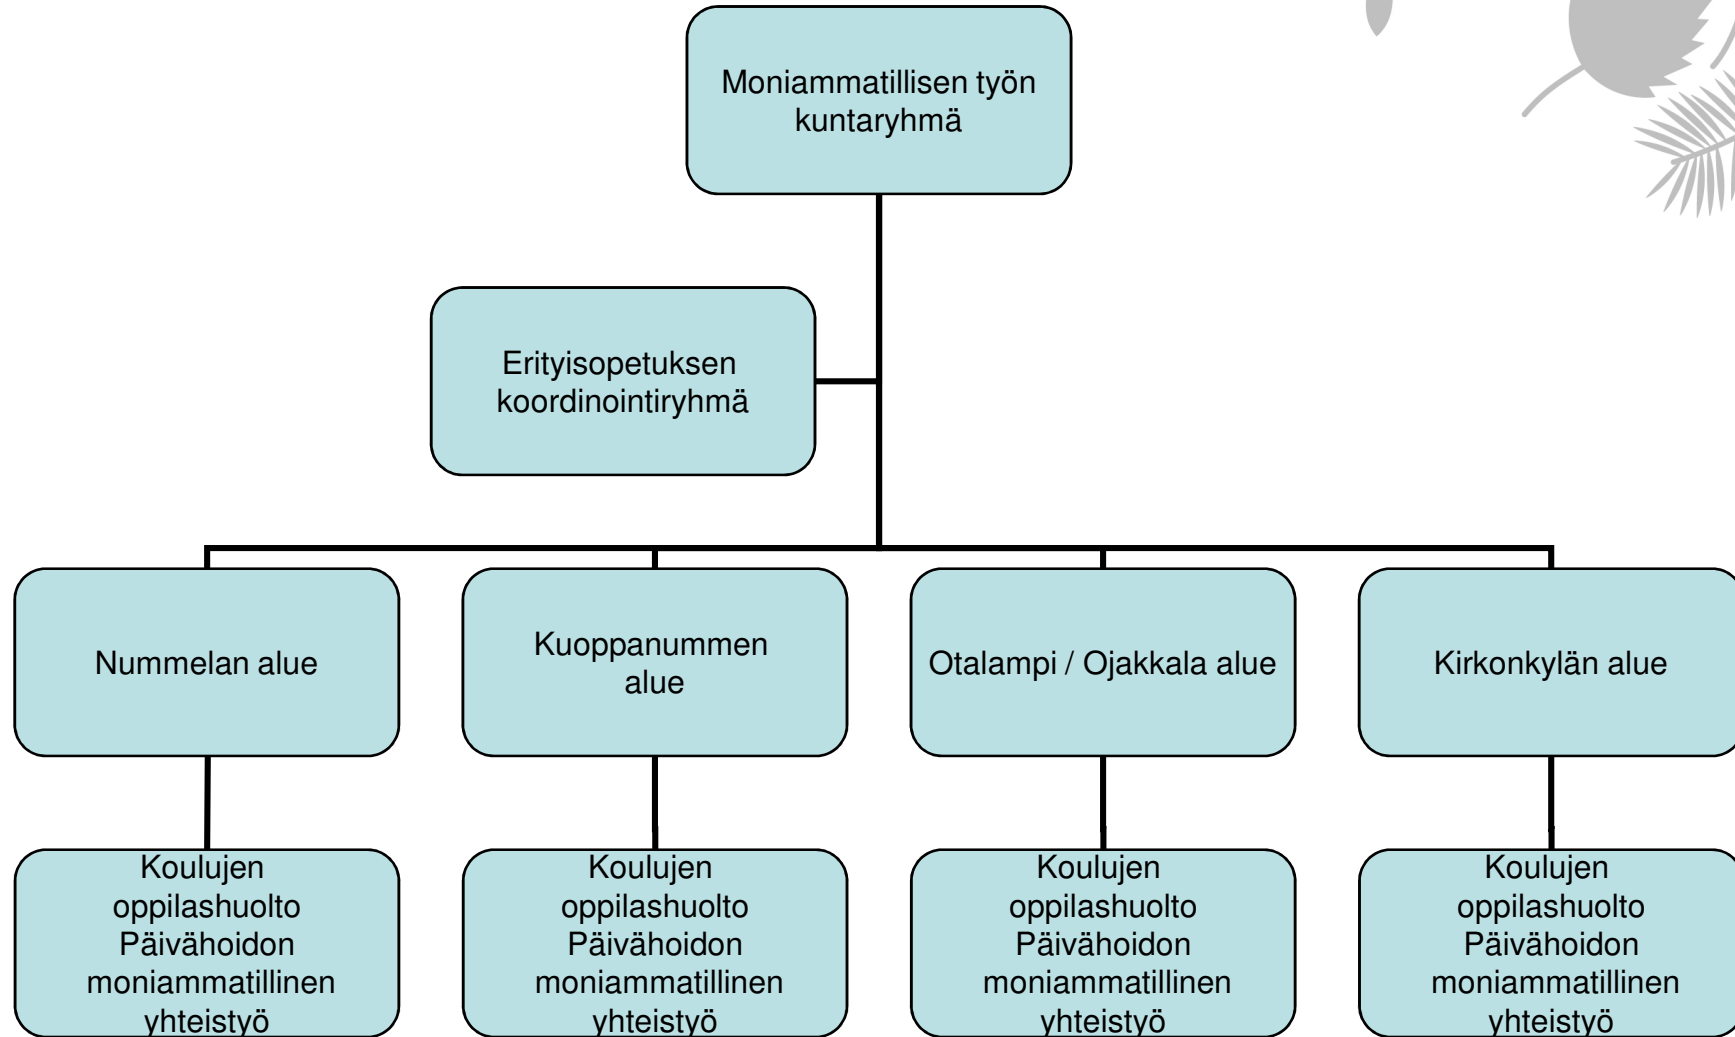 Moniammatillisen työn
kuntaryhmä
Erityisopetuksen
koordinointiryhmä
Nummelan alue
Kuoppanummen
alue
Otalampi / Ojakkala alue
Kirkonkylän alue
Koulujen
oppilashuolto
Päivähoidon
moniammatillinen
yhteistyö
Koulujen
oppilashuolto
Päivähoidon
moniammatillinen
yhteistyö
Koulujen
oppilashuolto
Päivähoidon
moniammatillinen
yhteistyö
Koulujen
oppilashuolto
Päivähoidon
moniammatillinen
yhteistyö